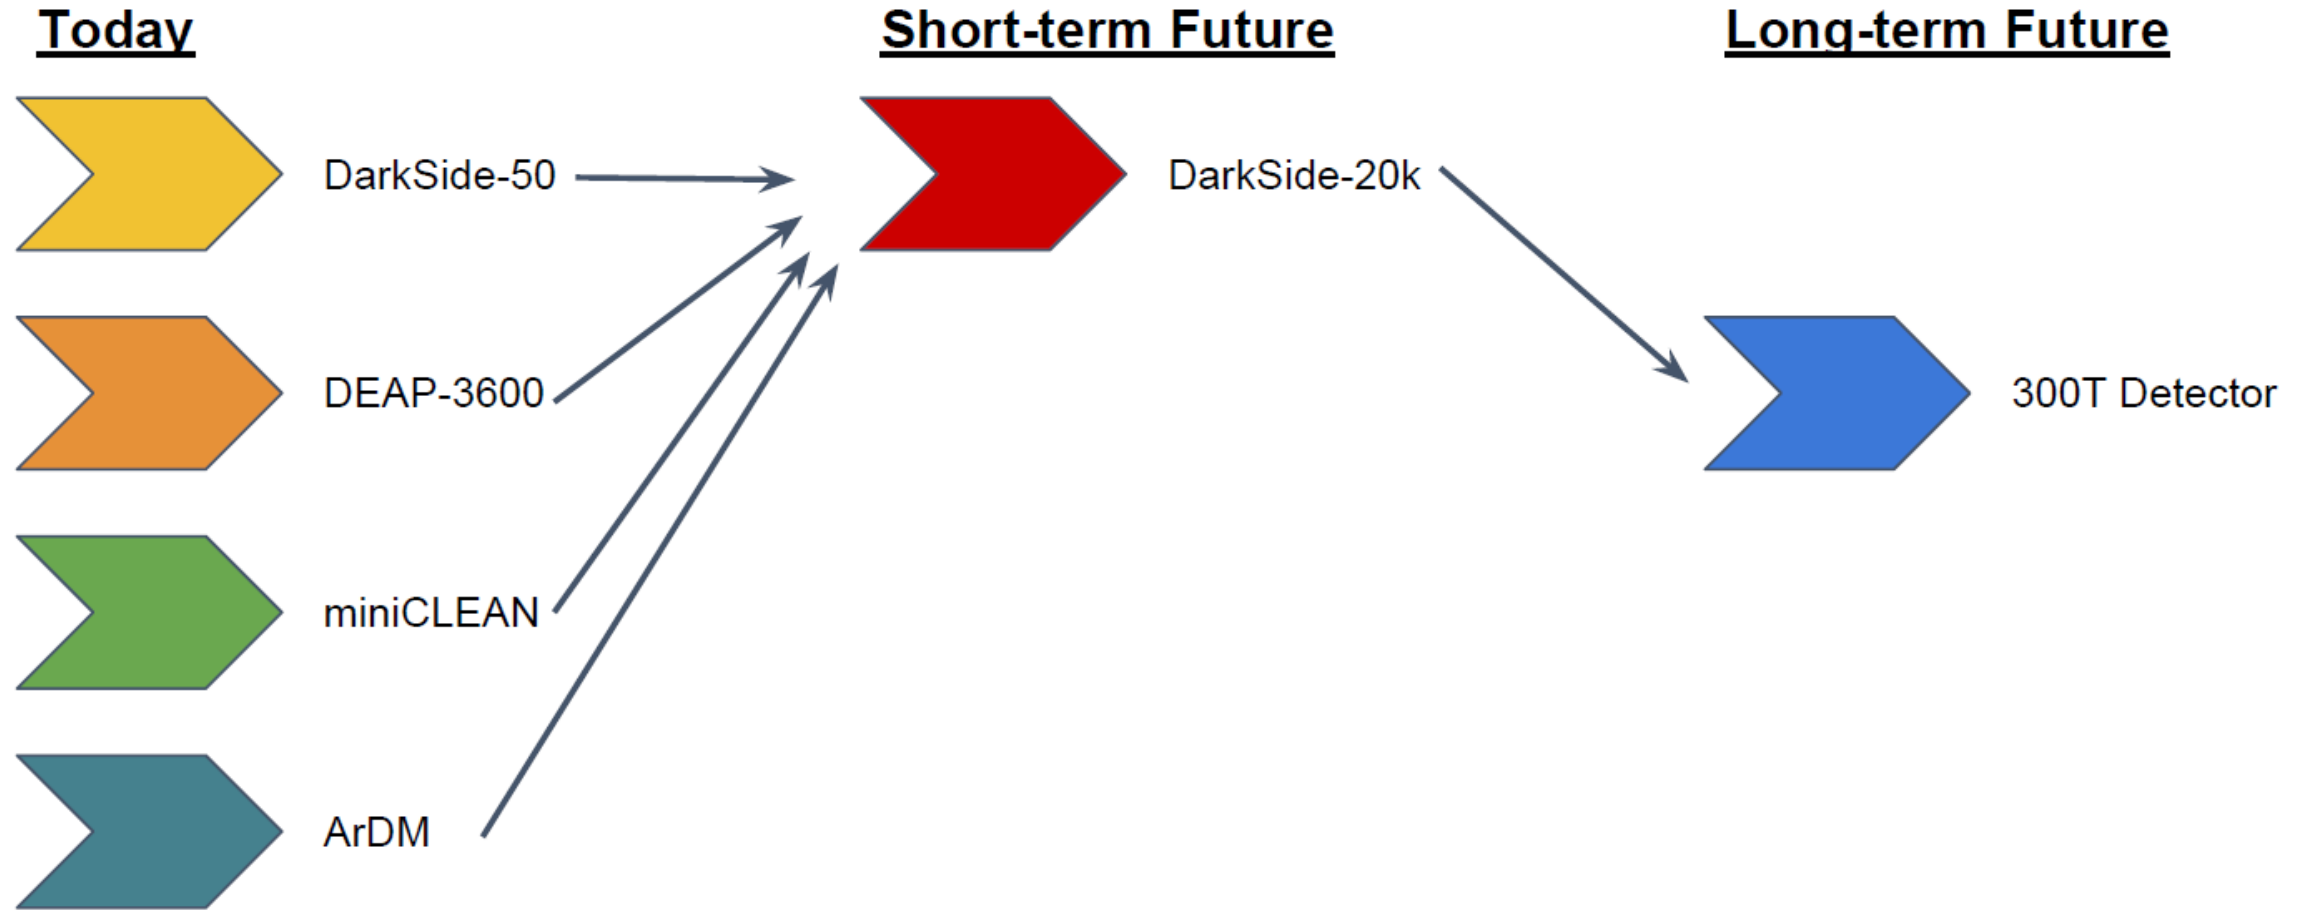 Today
Short-term Future
Long-term Future
DarkSide-50
DarkSide-20k
DEAP-3600
300T Detector
miniCLEAN
ArDM